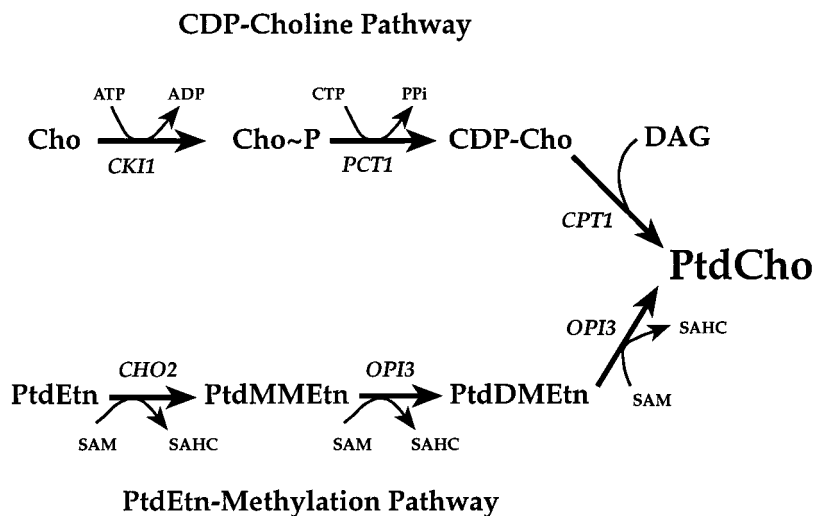 CDP-Choline Pathway
ATP ADP CTP PPi
Cho Cho~P CDP-Cho DAG
CKI1 PCT1
CPT1
PtdCho
OPI3 SAHC
CHO2 OPI3
PtdEtn PtdMMEtn PtdDMEtn SAM
SAM SAHC SAM SAHC
PtdEtn-Methylation Pathway